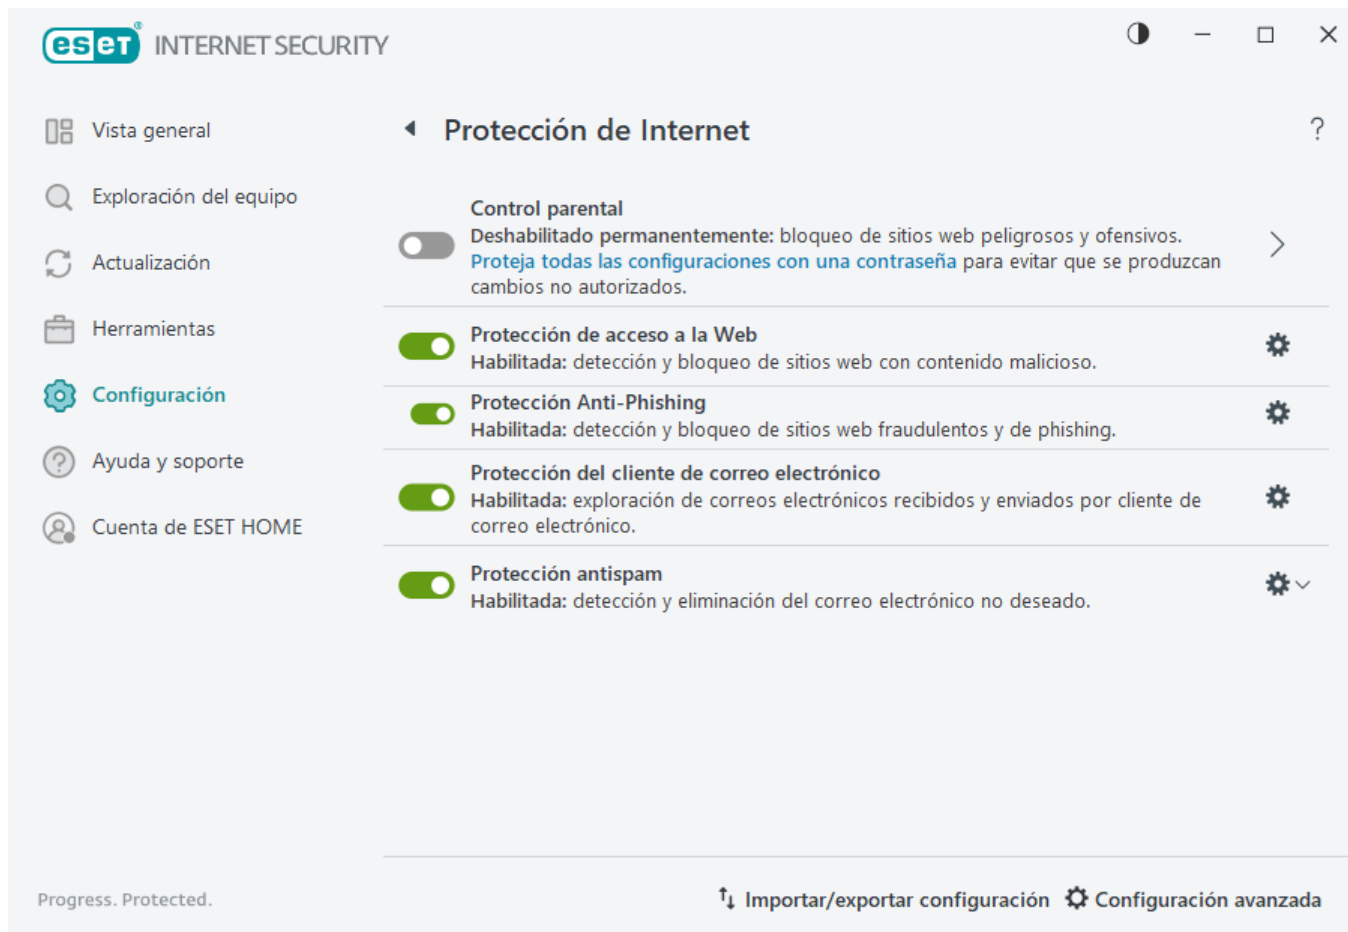 eset® INTERNET SECURITY
Vista general
Exploración del equipo
Actualización
Herramientas
Configuración
Ayuda y soporte
Cuenta de ESET HOME
Protección de Internet
?
Control parental
Deshabilitado permanentemente: bloqueo de sitios web peligrosos y ofensivos.
Proteja todas las configuraciones con una contraseña para evitar que se produzcan
cambios no autorizados.
Protección de acceso a la Web
Habilitada: detección y bloqueo de sitios web con contenido malicioso.
Protección Anti-Phishing
Habilitada: detección y bloqueo de sitios web fraudulentos y de phishing.
Protección del cliente de correo electrónico
Habilitada: exploración de correos electrónicos recibidos y enviados por cliente de
correo electrónico.
Protección antispam
Habilitada: detección y eliminación del correo electrónico no deseado.
Progress. Protected.
Importar/exportar configuración
Configuración avanzada